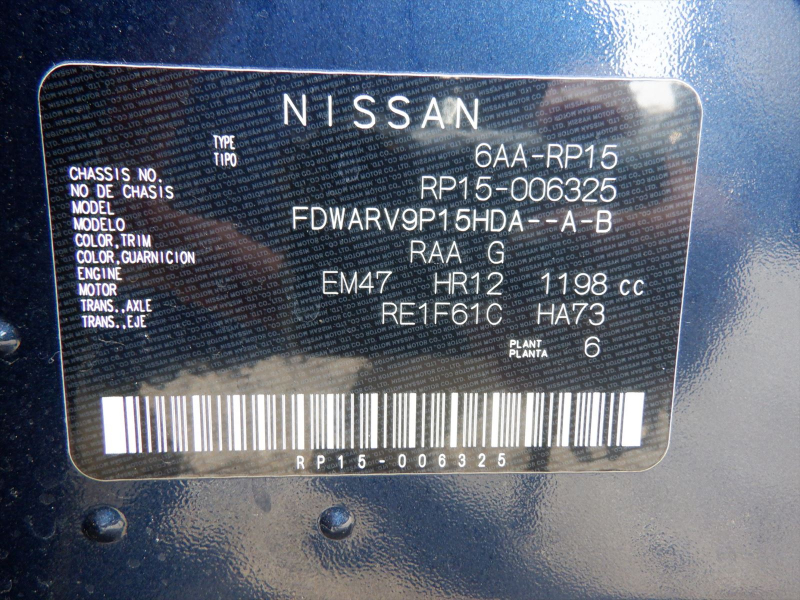 NISSAN
TYPE
TIPO 6AA-RP15
CHASSIS NO.
NO DE CHASIS RP15-006325
MODEL
MODELO FDWARV9P15HDA--A-B
COLOR,TRIM
COLOR,GUARNICION RAA G
ENGINE
MOTOR EM47 HR12 1198 cc
TRANS.,AXLE
TRANS.,EJE RE1F61C HA73
PLANT
PLANTA 6
RP15-006325